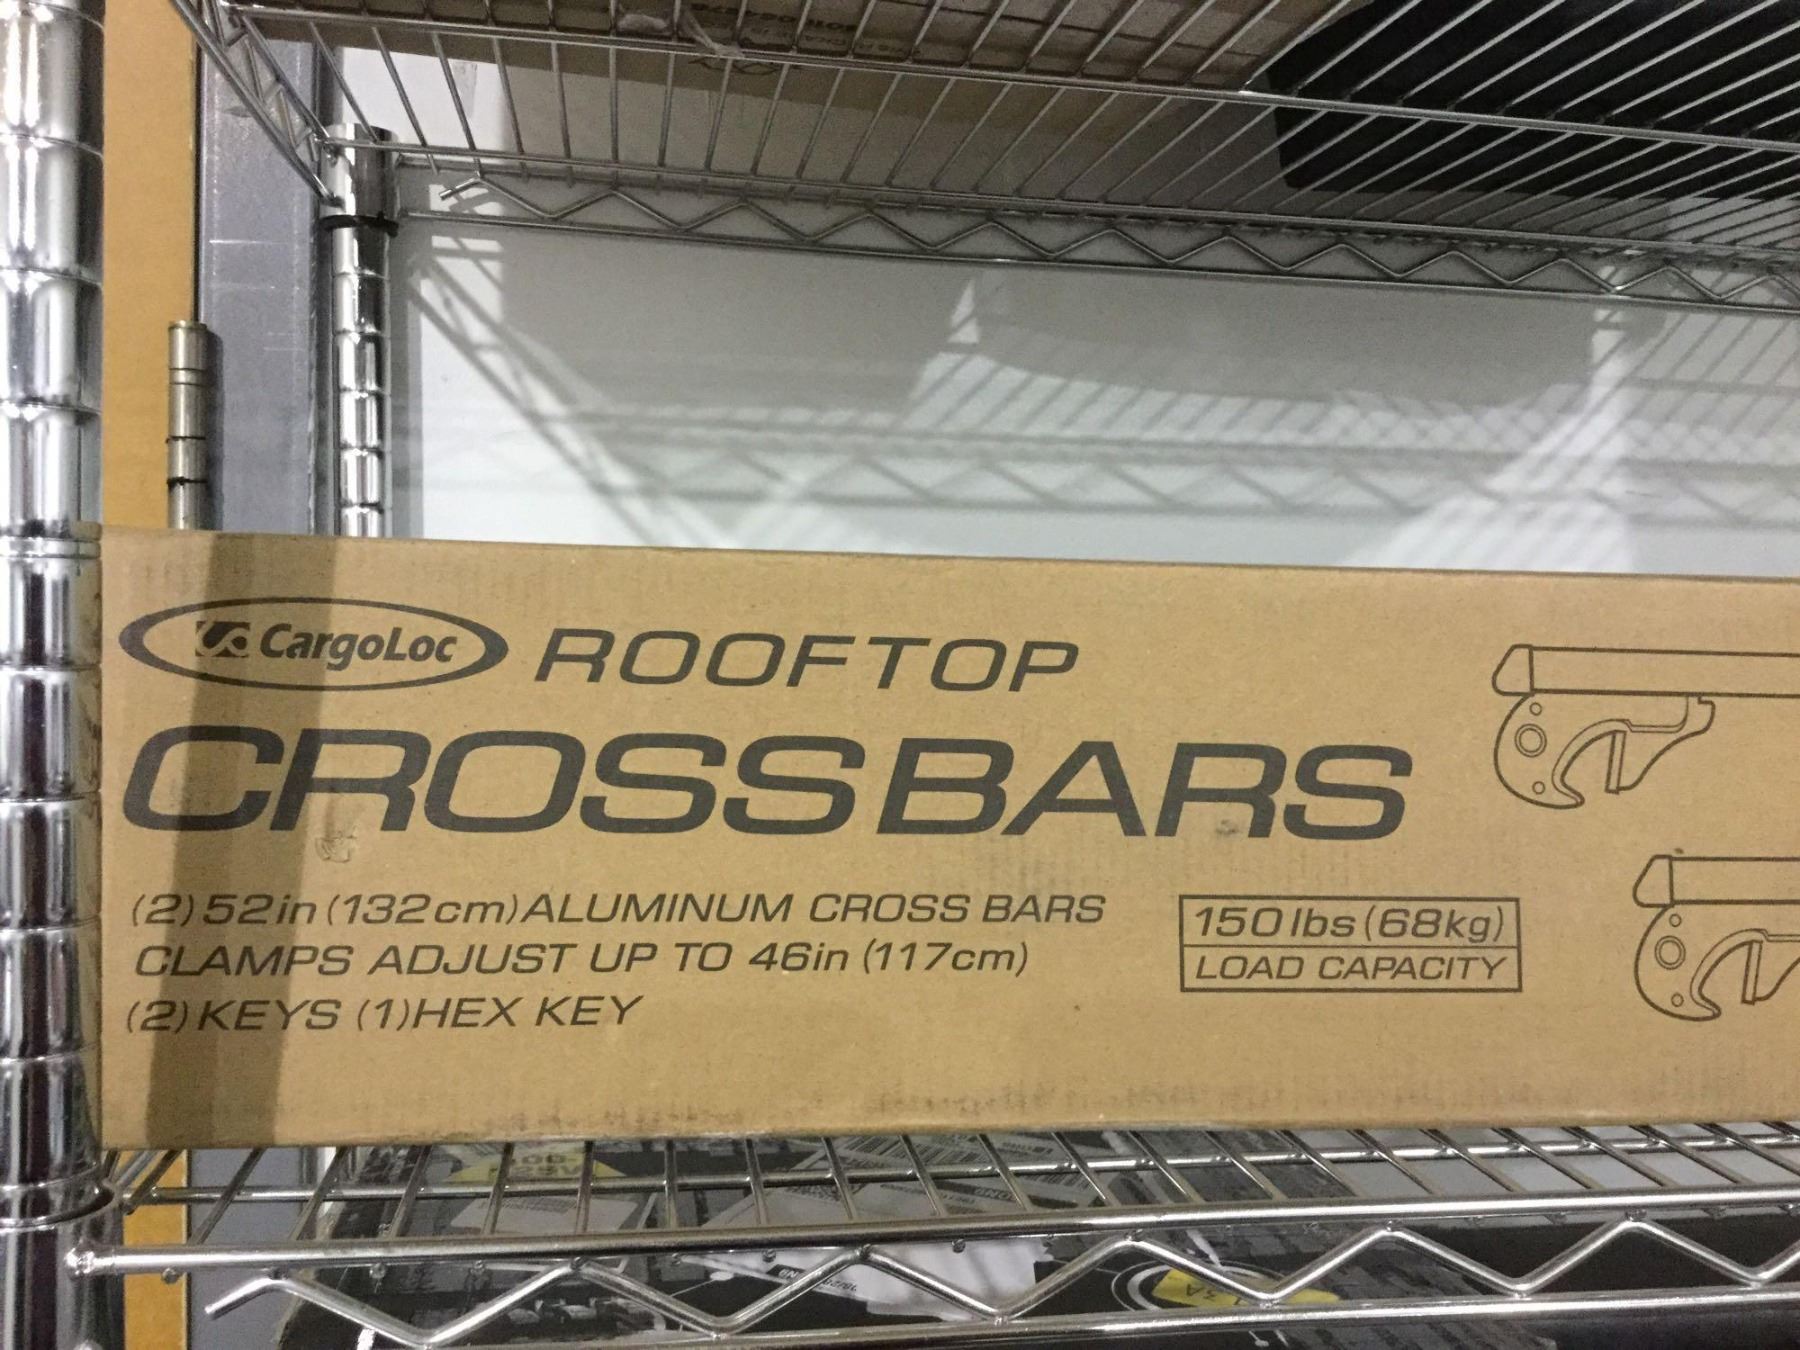 CargoLoc ROOFTOP
CROSSBARS
(2) 52in (132cm) ALUMINUM CROSS BARS
CLAMPS ADJUST UP TO 46in (117cm)
(2) KEYS (1) HEX KEY
150 lbs (68kg)
LOAD CAPACITY